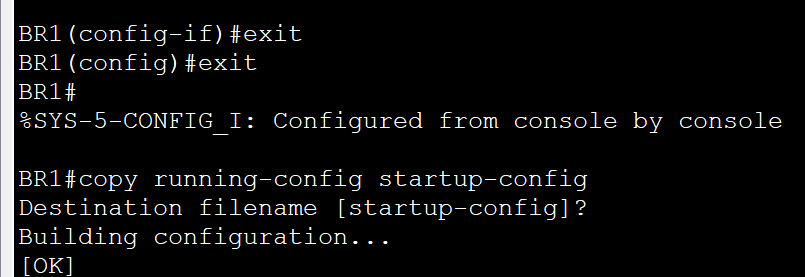 BR1(config-if)#exit
BR1(config)#exit
BR1#
%SYS-5-CONFIG_I: Configured from console by console
BR1#copy running-config startup-config
Destination filename [startup-config]?
Building configuration...
[OK]